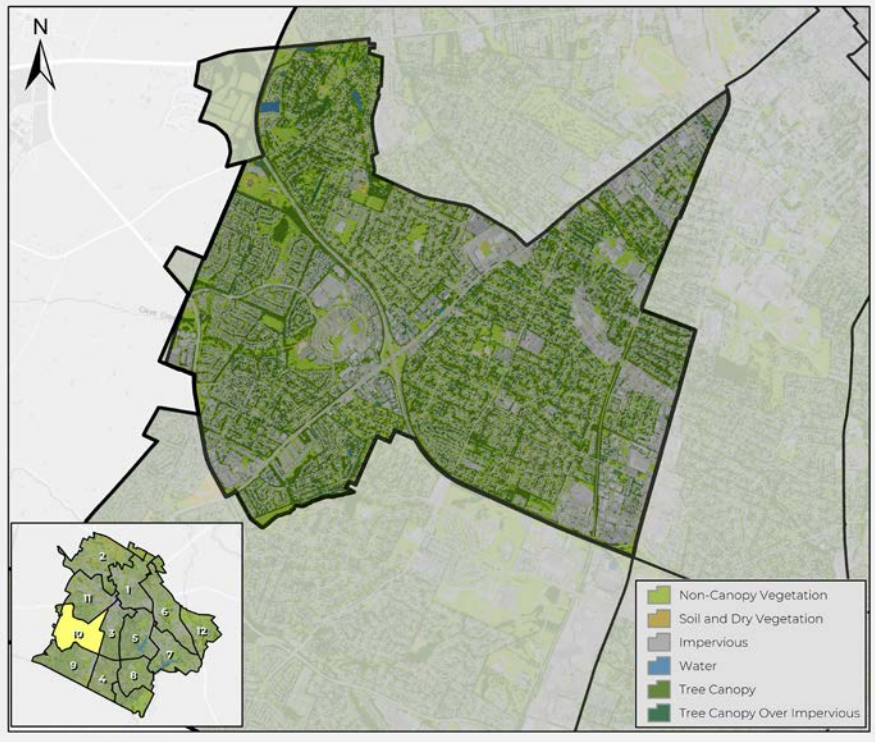 N
Non-Canopy Vegetation
Soil and Dry Vegetation
Impervious
Water
Tree Canopy
Tree Canopy Over Impervious
2
1
11
6
10
3
5
12
7
9
4
8